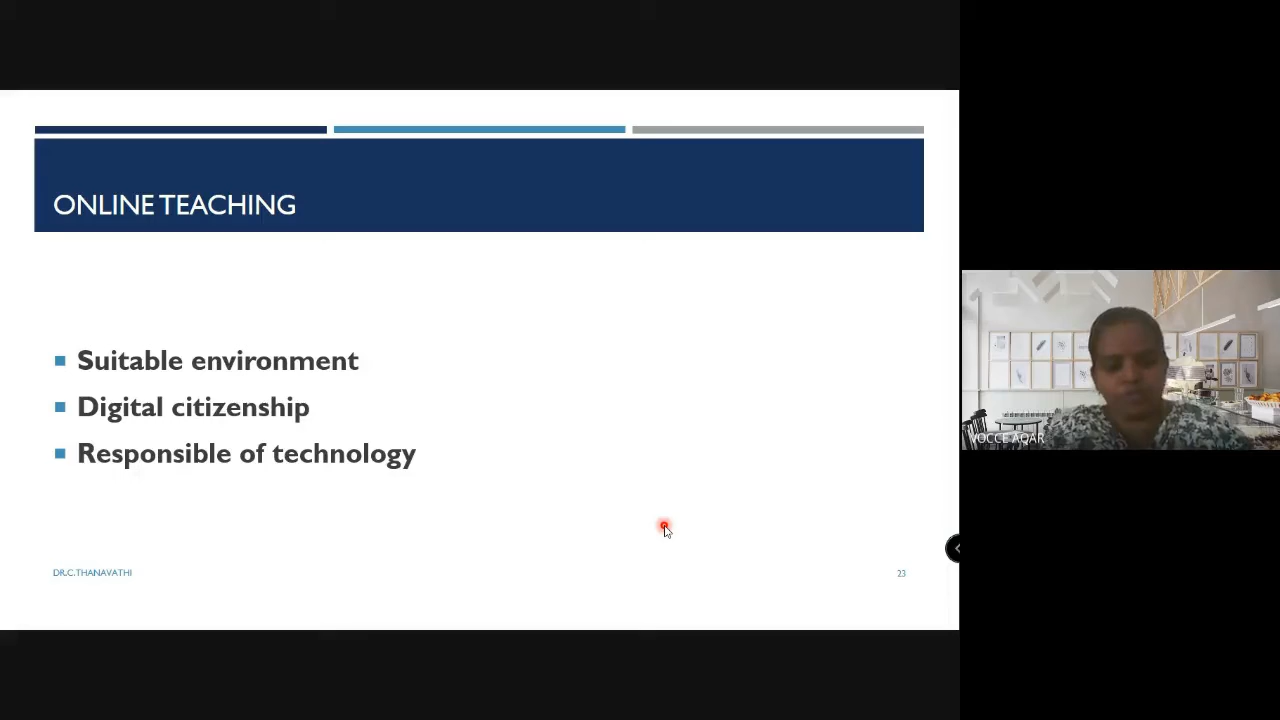 ONLINE TEACHING
Suitable environment
Digital citizenship
Responsible of technology
DR.C.THANAVATHI
23
VOCCE AQAR